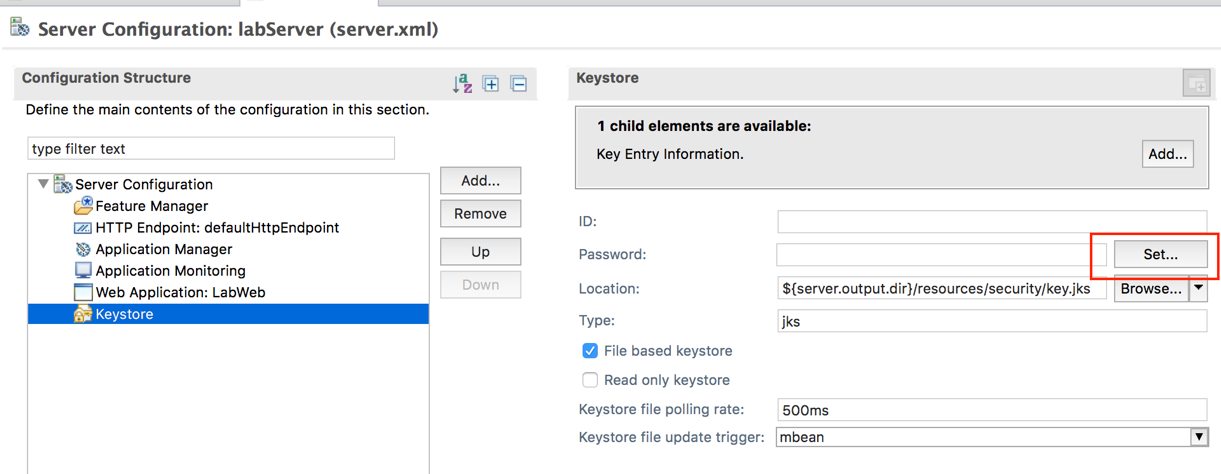 Server Configuration: labServer (server.xml)
Configuration Structure
Define the main contents of the configuration in this section.
type filter text
Server Configuration
Feature Manager
HTTP Endpoint: defaultHttpEndpoint
Application Manager
Application Monitoring
Web Application: LabWeb
Keystore
Add...
Remove
Up
Down
Keystore
1 child elements are available:
Key Entry Information.
Add...
ID:
Password:
Set...
Location:
${server.output.dir}/resources/security/key.jks
Browse...
Type:
jks
File based keystore
Read only keystore
Keystore file polling rate:
500ms
Keystore file update trigger:
mbean